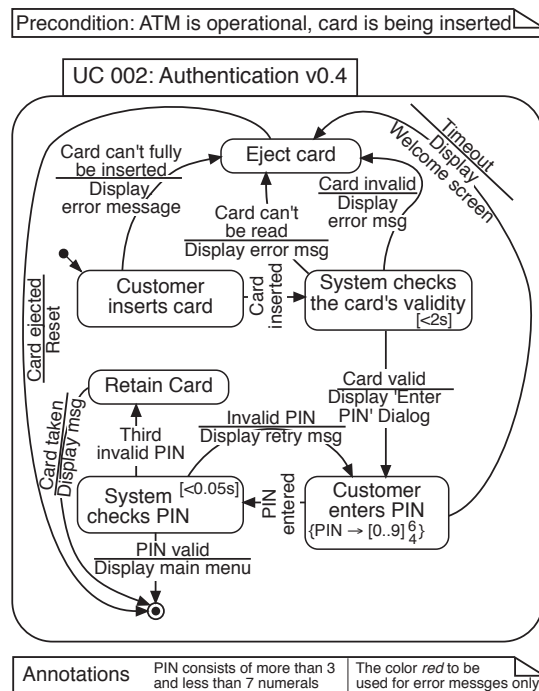 Precondition: ATM is operational, card is being inserted
UC 002: Authentication v0.4
Timeout
Display
Welcome screen
Eject card
Card can't fully
be inserted
Display
error message
Card can't
be read
Display error msg
Card invalid
Display
error msg
Customer
inserts card
Card
inserted
System checks
the card's validity
[<2s]
Card ejected
Reset
Retain Card
Card valid
Display 'Enter
PIN' Dialog
Card taken
Display msg
Third
invalid PIN
Invalid PIN
Display retry msg
System
checks PIN
[<0.05s]
PIN
entered
Customer
enters PIN
{PIN → [0..9]⁶₄}
PIN valid
Display main menu
Annotations
PIN consists of more than 3
and less than 7 numerals
The color red to be
used for error messges only